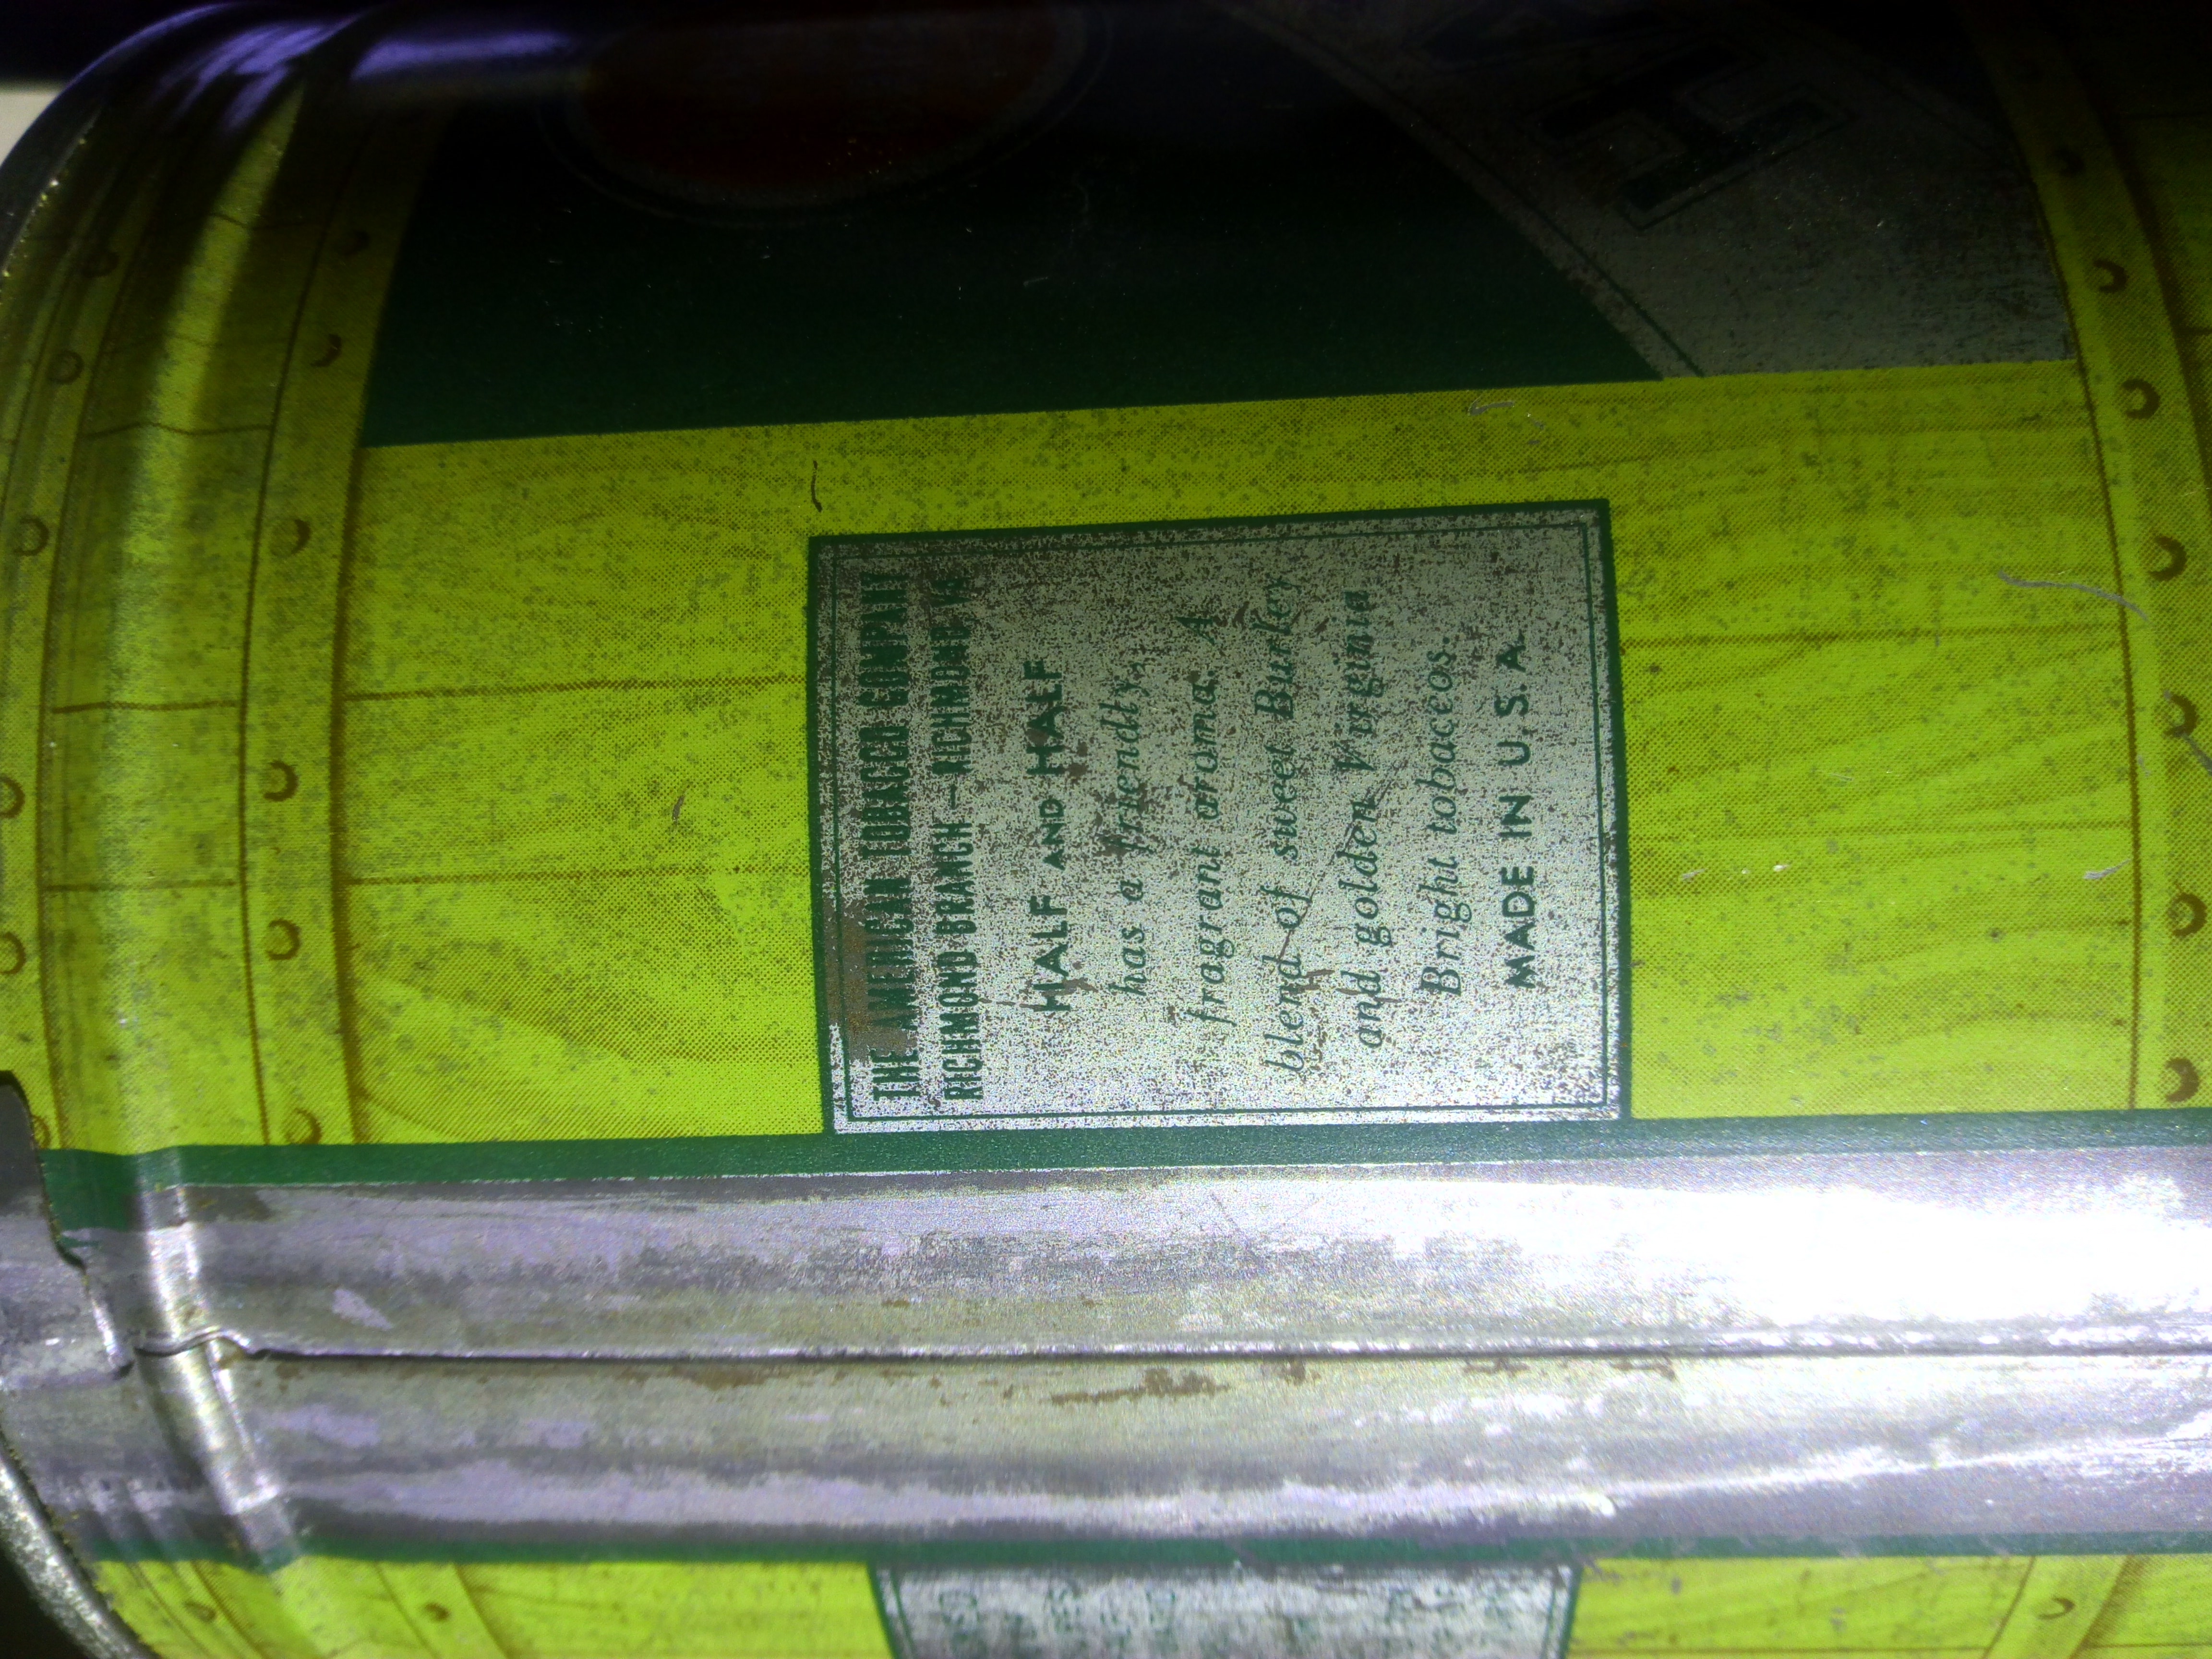 THE AMERICAN TOBACCO COMPANY
RICHMOND BRANCH — RICHMOND, VA.
HALF AND HALF
has a friendly,
fragrant aroma. A
blend of sweet Burley
and golden Virginia
Bright tobaccos.
MADE IN U.S.A.